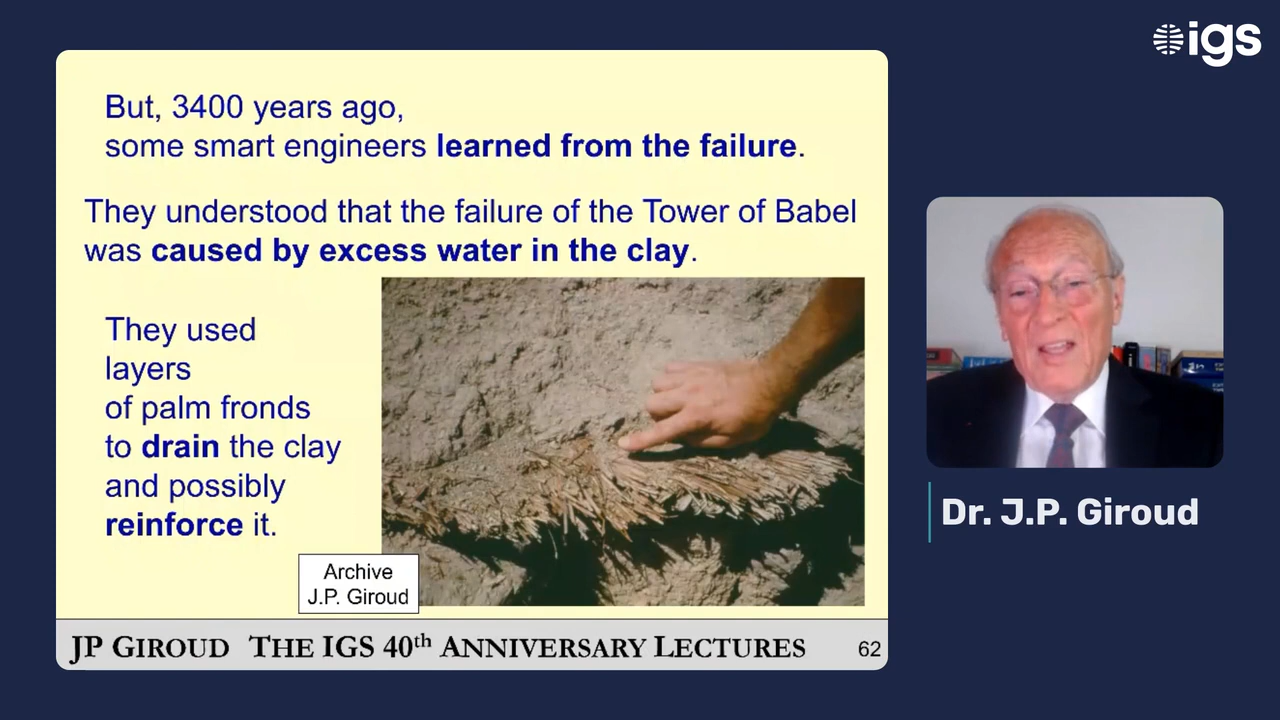 igs
But, 3400 years ago,
some smart engineers learned from the failure.
They understood that the failure of the Tower of Babel
was caused by excess water in the clay.
They used
layers
of palm fronds
to drain the clay
and possibly
reinforce it.
Archive
J.P. Giroud
JP GIROUD THE IGS 40th ANNIVERSARY LECTURES 62
Dr. J.P. Giroud